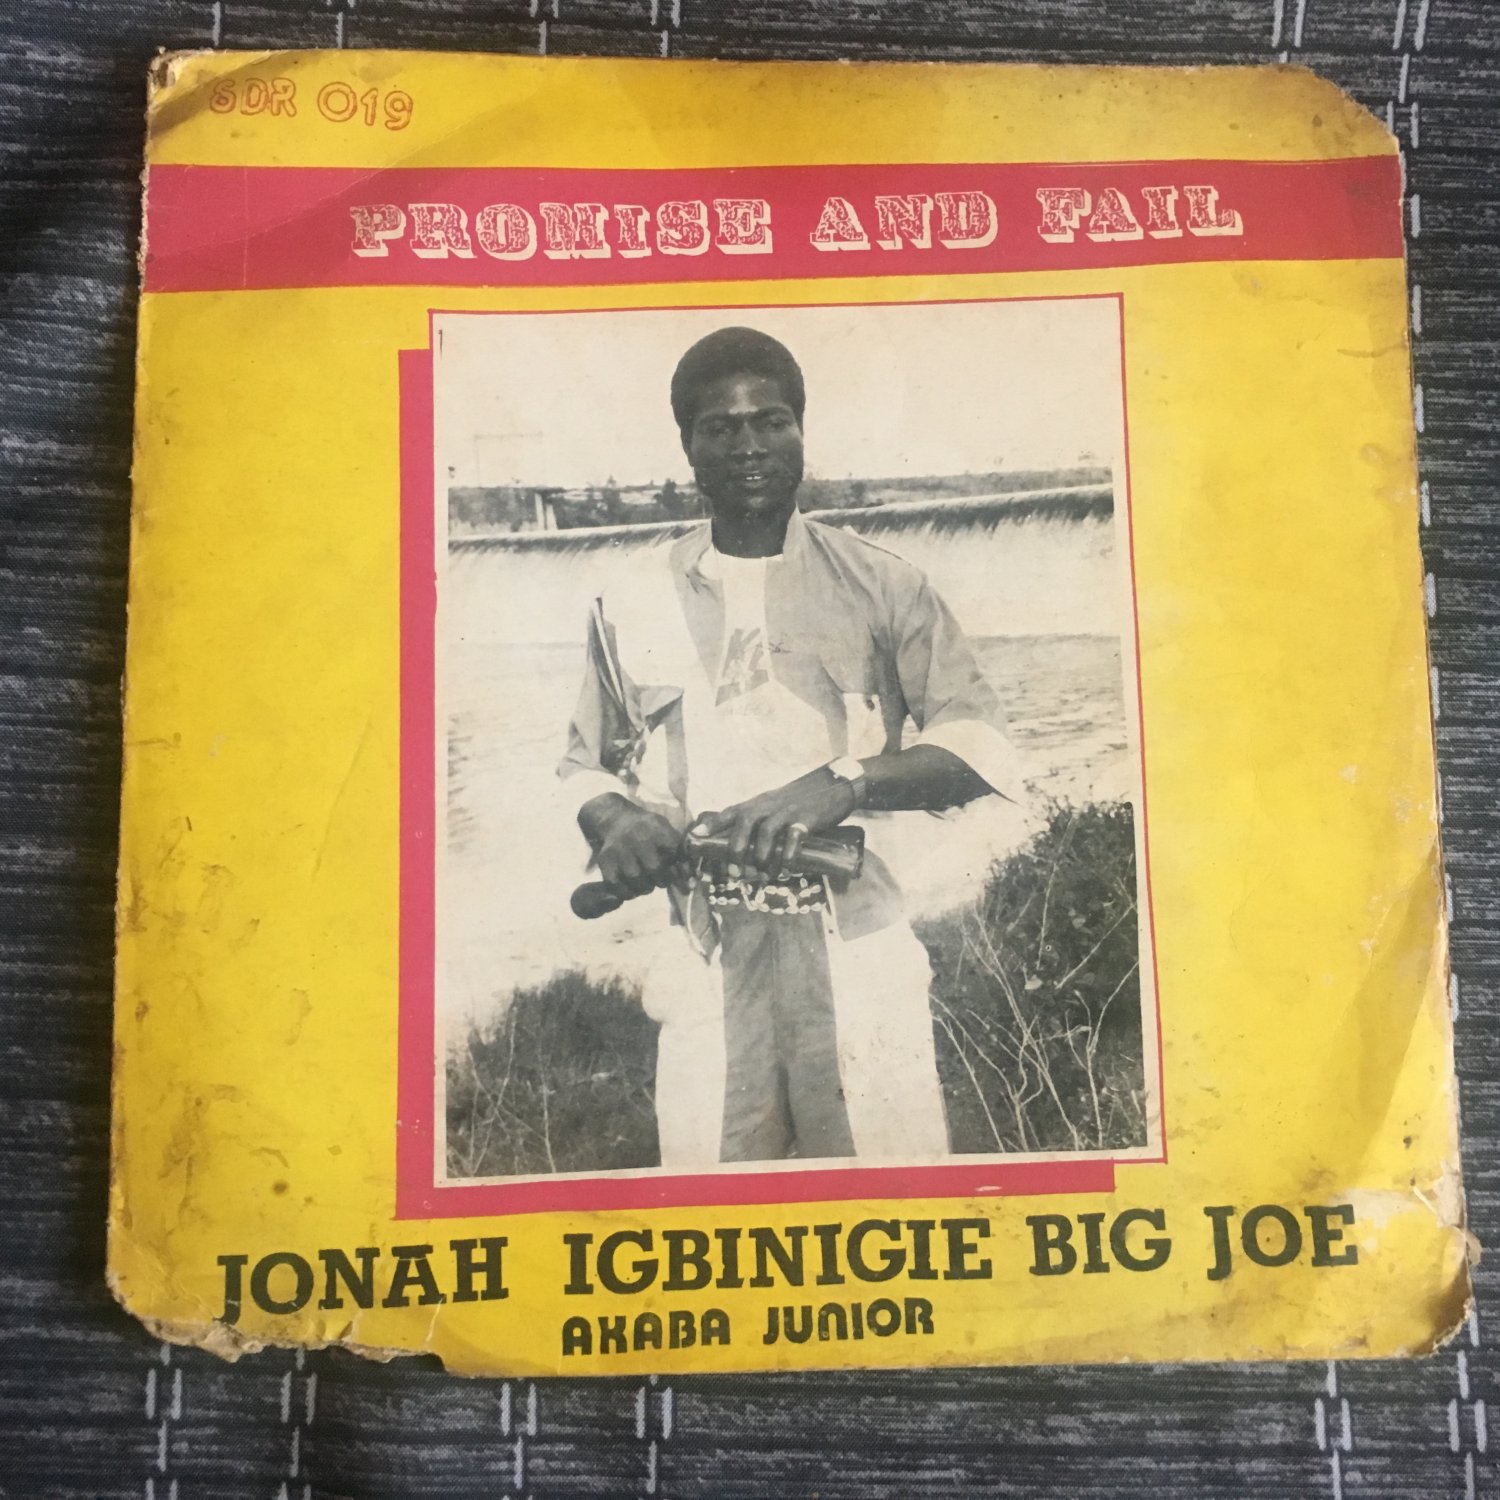 SDR 019
PROMISE AND FAIL
JONAH IGBINIGIE BIG JOE
AKABA JUNIOR